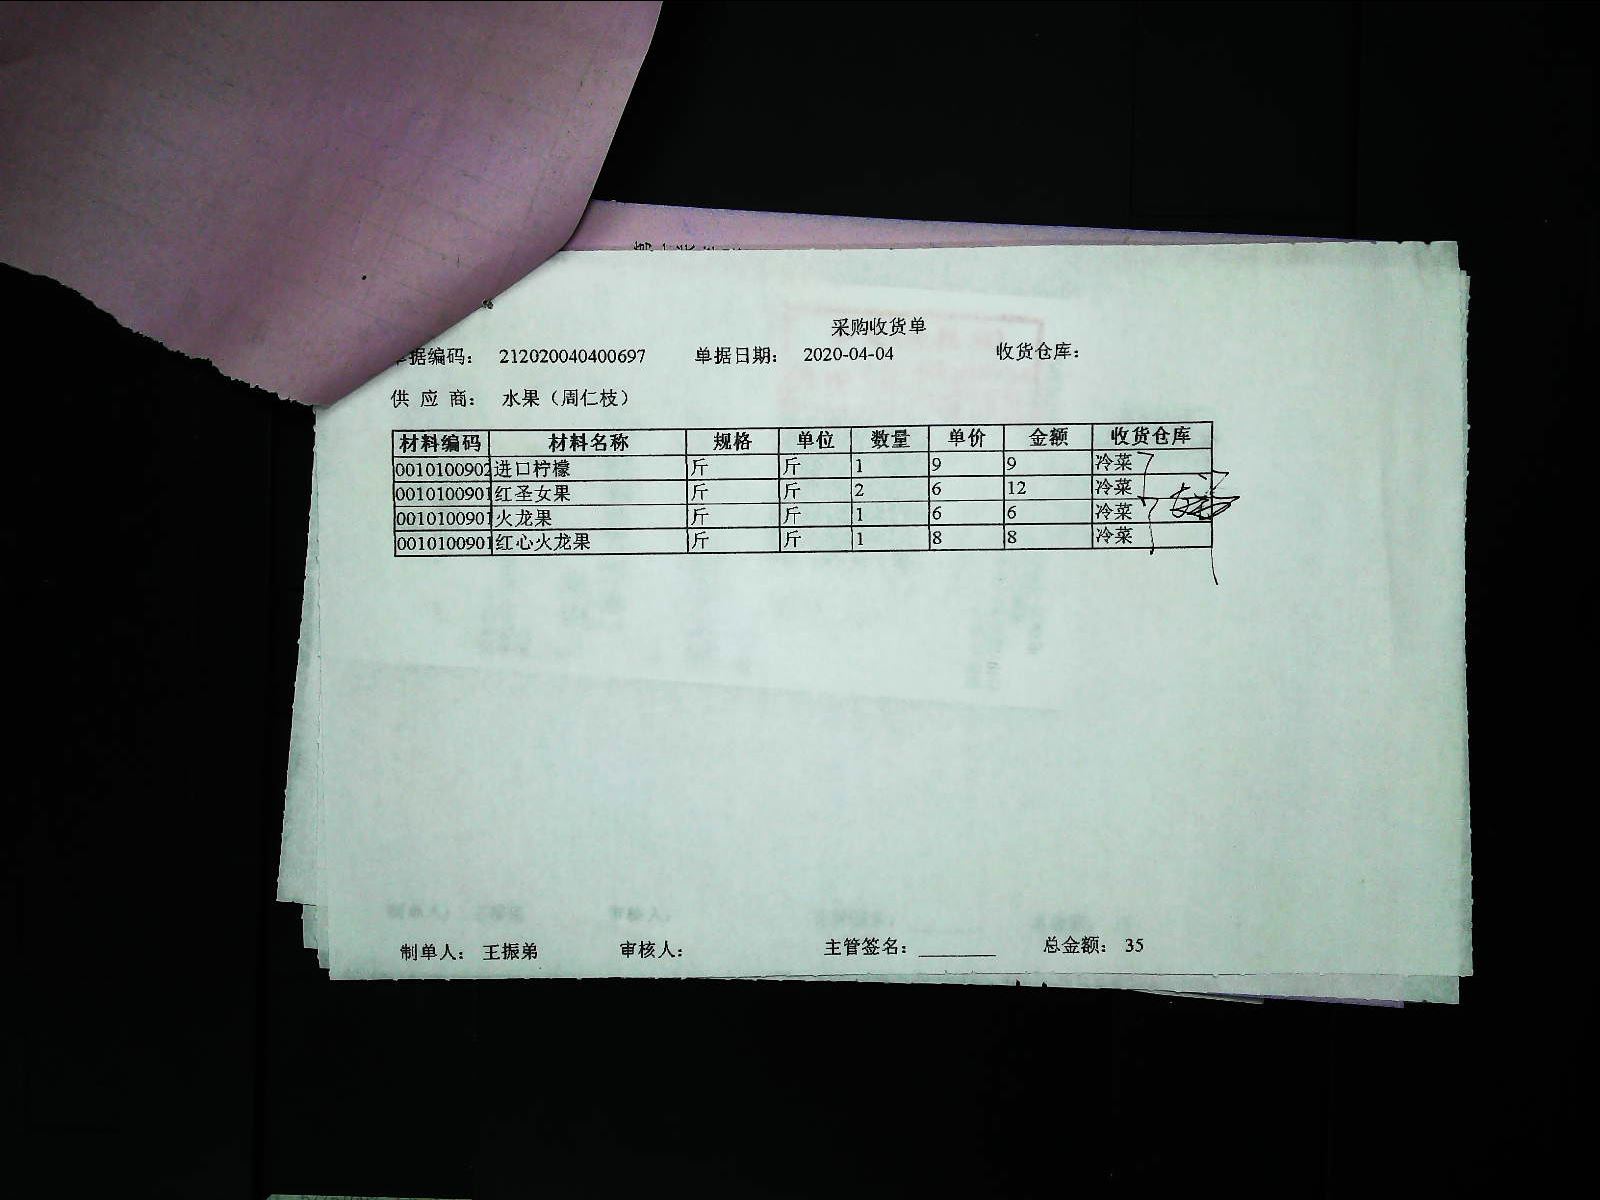 采购收货单
单据编码： 212020040400697 单据日期： 2020-04-04 收货仓库：
供 应 商： 水果（周仁枝）
材料编码 材料名称 规格 单位 数量 单价 金额 收货仓库
0010100902 进口柠檬 斤 斤 1 9 9 冷菜
0010100901 红圣女果 斤 斤 2 6 12 冷菜
0010100901 火龙果 斤 斤 1 6 6 冷菜
0010100901 红心火龙果 斤 斤 1 8 8 冷菜
制单人： 王振弟 审核人： 主管签名：______ 总金额： 35